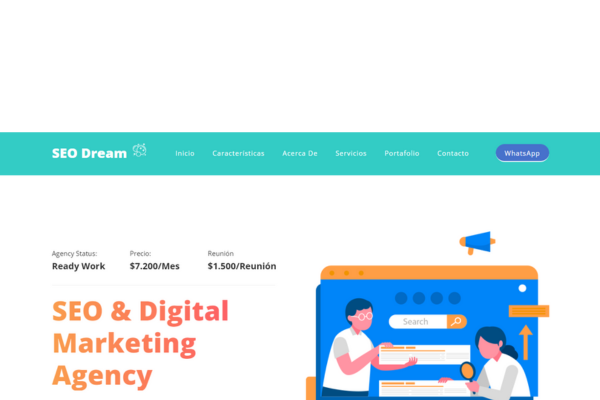 SEO Dream
Inicio Características Acerca De Servicios Portafolio Contacto WhatsApp
Agency Status: Precio: Reunión
Ready Work $7.200/Mes $1.500/Reunión
SEO & Digital
Marketing
Agency
Search